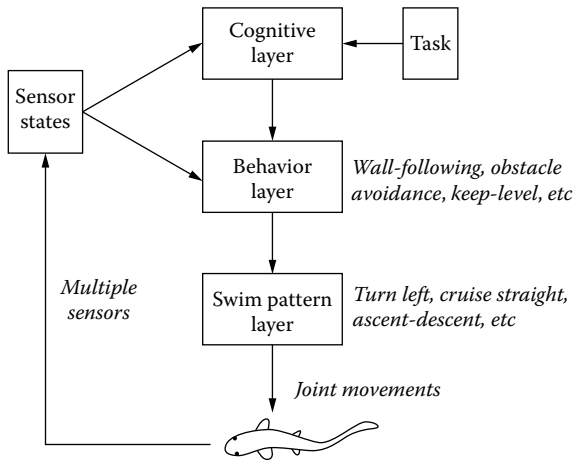 Cognitive
layer
Task
Sensor
states
Behavior
layer
Wall-following, obstacle
avoidance, keep-level, etc
Multiple
sensors
Swim pattern
layer
Turn left, cruise straight,
ascent-descent, etc
Joint movements